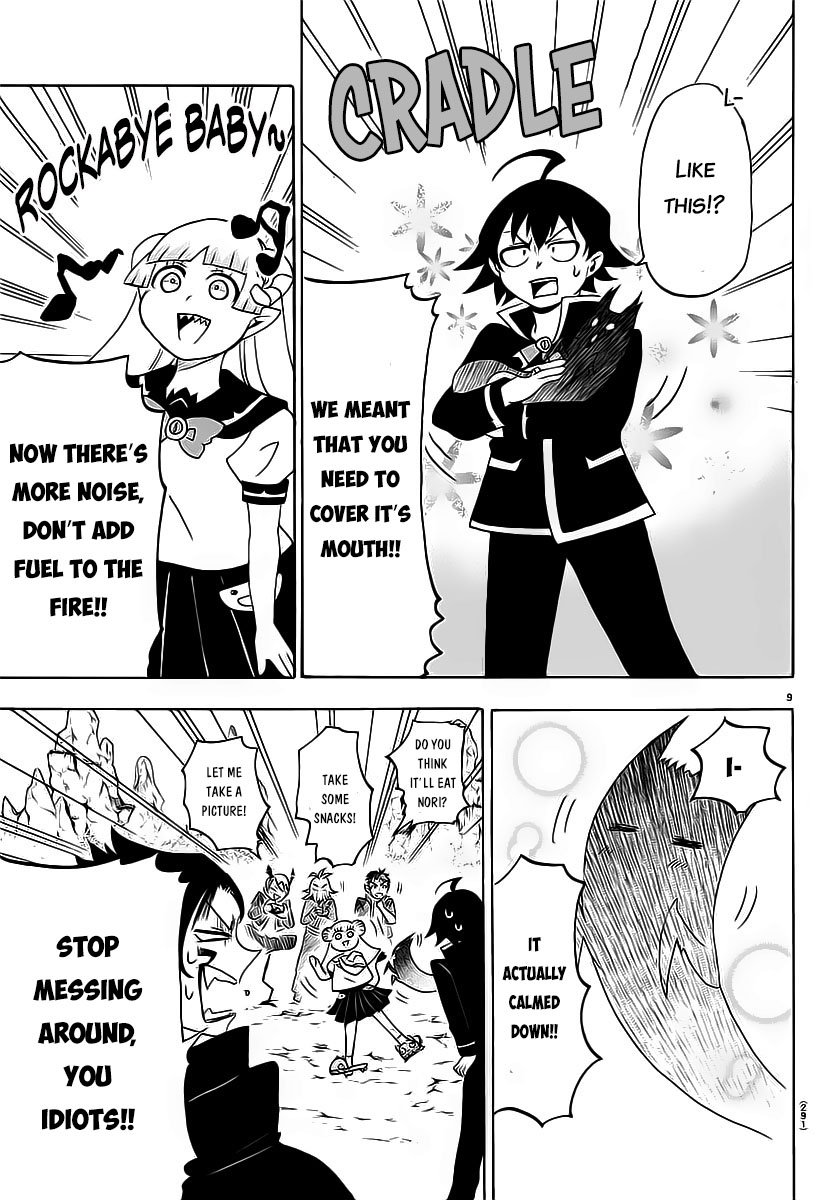 CRADLE
L-
LIKE
THIS!?
WE MEANT
THAT YOU
NEED TO
COVER IT'S
MOUTH!!
ROCKABYE BABY~
NOW THERE'S
MORE NOISE,
DON'T ADD
FUEL TO THE
FIRE!!
9
I-
IT
ACTUALLY
CALMED
DOWN!!
DO YOU
THINK
IT'LL EAT
NORI?
TAKE
SOME
SNACKS!
LET ME
TAKE A
PICTURE!
STOP
MESSING
AROUND,
YOU
IDIOTS!!
(291)